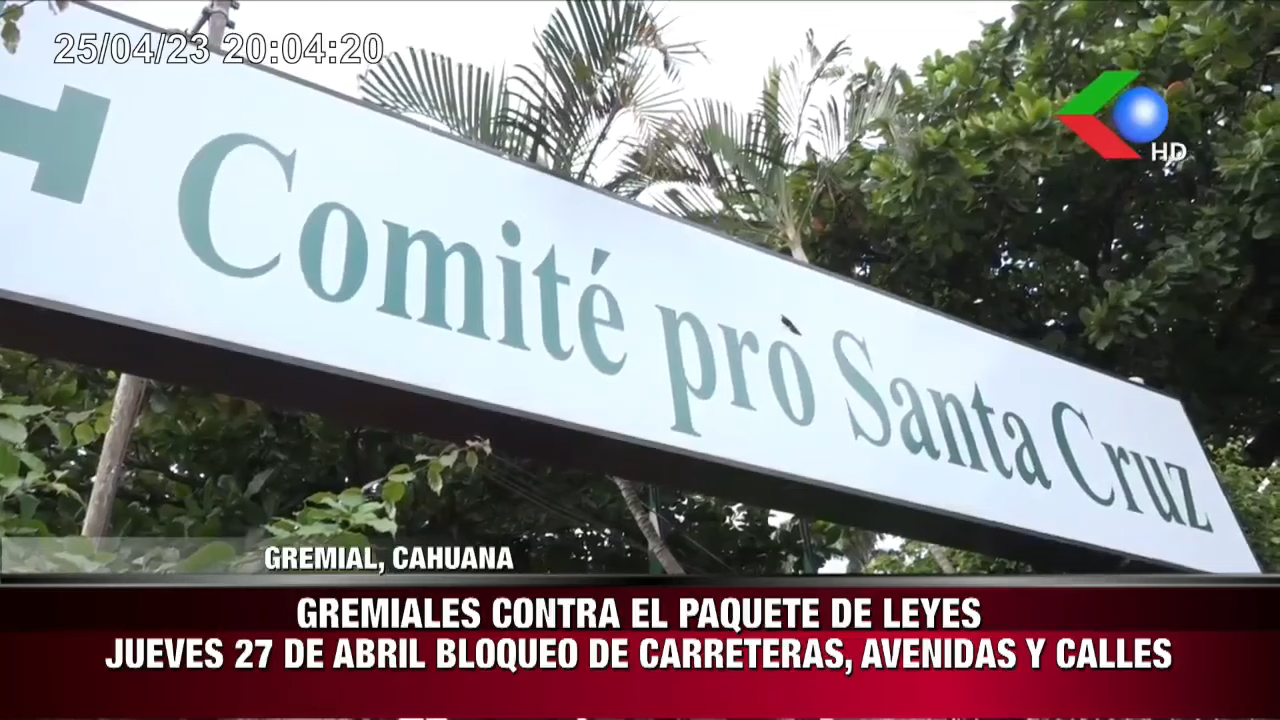 25/04/23 20:04:20
HD
Comité prò Santa Cruz
GREMIAL, CAHUANA
GREMIALES CONTRA EL PAQUETE DE LEYES
JUEVES 27 DE ABRIL BLOQUEO DE CARRETERAS, AVENIDAS Y CALLES